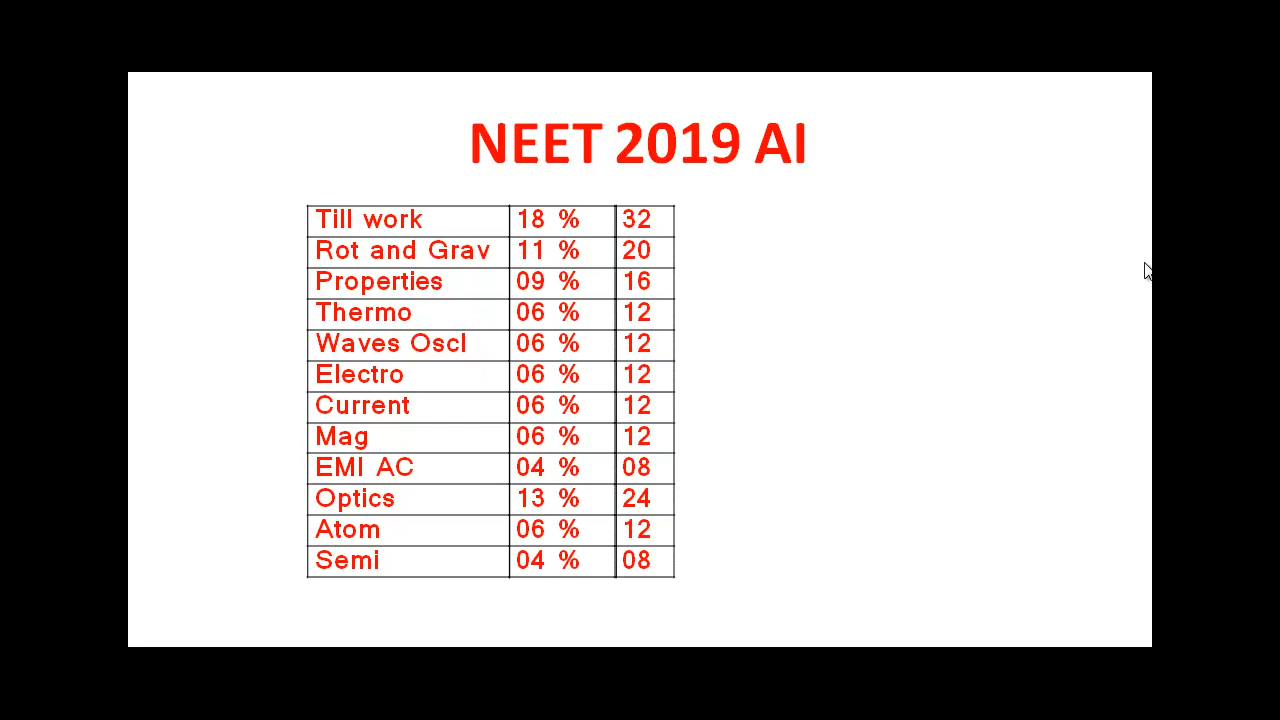 NEET 2019 AI
Till work 18 % 32
Rot and Grav 11 % 20
Properties 09 % 16
Thermo 06 % 12
Waves Oscl 06 % 12
Electro 06 % 12
Current 06 % 12
Mag 06 % 12
EMI AC 04 % 08
Optics 13 % 24
Atom 06 % 12
Semi 04 % 08